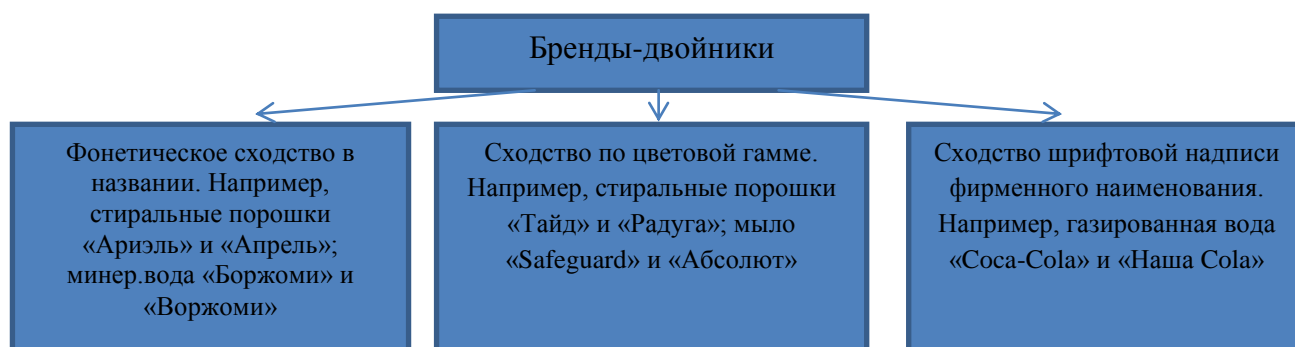 Бренды-двойники
Фонетическое сходство в
названии. Например,
стиральные порошки
«Ариэль» и «Апрель»;
минер.вода «Боржоми» и
«Воржоми»
Сходство по цветовой гамме.
Например, стиральные порошки
«Тайд» и «Радуга»; мыло
«Safeguard» и «Абсолют»
Сходство шрифтовой надписи
фирменного наименования.
Например, газированная вода
«Coca-Cola» и «Наша Cola»